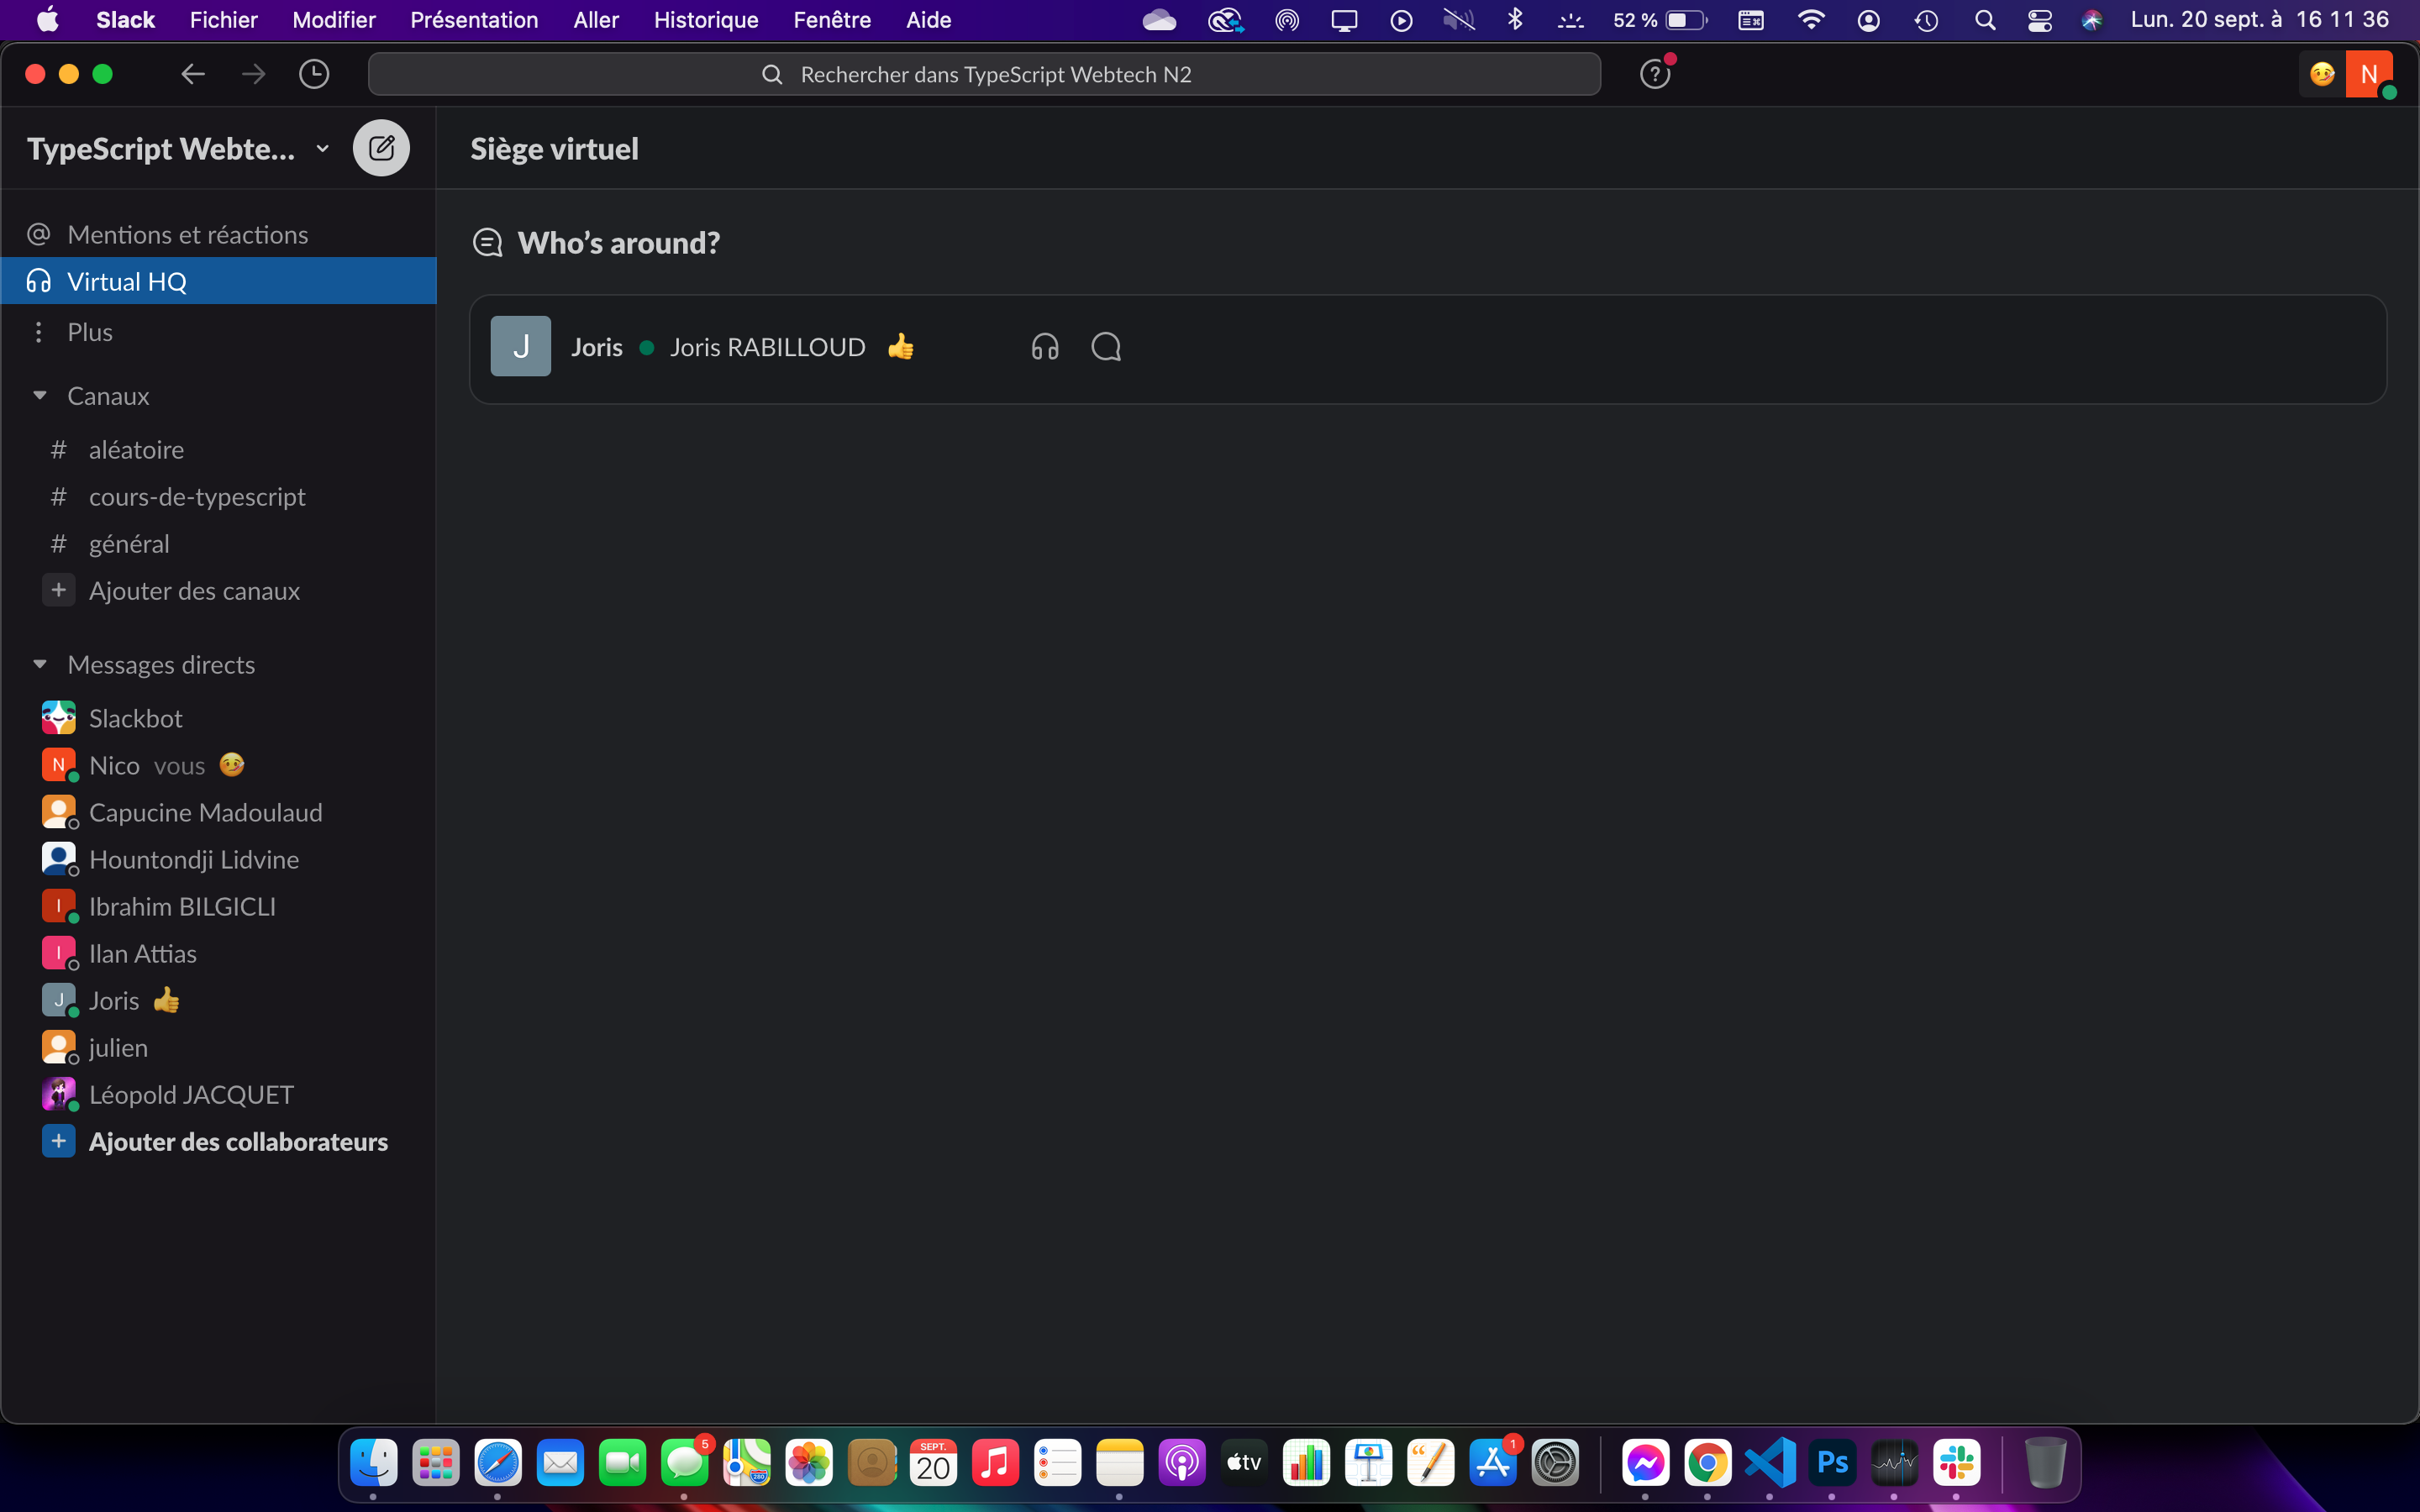 Slack Fichier Modifier Présentation Aller Historique Fenêtre Aide 52 % Lun. 20 sept. à 16 11 36
Rechercher dans TypeScript Webtech N2
N
TypeScript Webte...
Siège virtuel
Mentions et réactions
Who’s around?
Virtual HQ
J Joris Joris RABILLOUD
Plus
Canaux
# aléatoire
# cours-de-typescript
# général
+ Ajouter des canaux
Messages directs
Slackbot
N Nico vous
Capucine Madoulaud
Hountondji Lidvine
I Ibrahim BILGICLI
I Ilan Attias
J Joris
julien
Léopold JACQUET
+ Ajouter des collaborateurs
5 280 SEPT. 20 tv 1 Ps